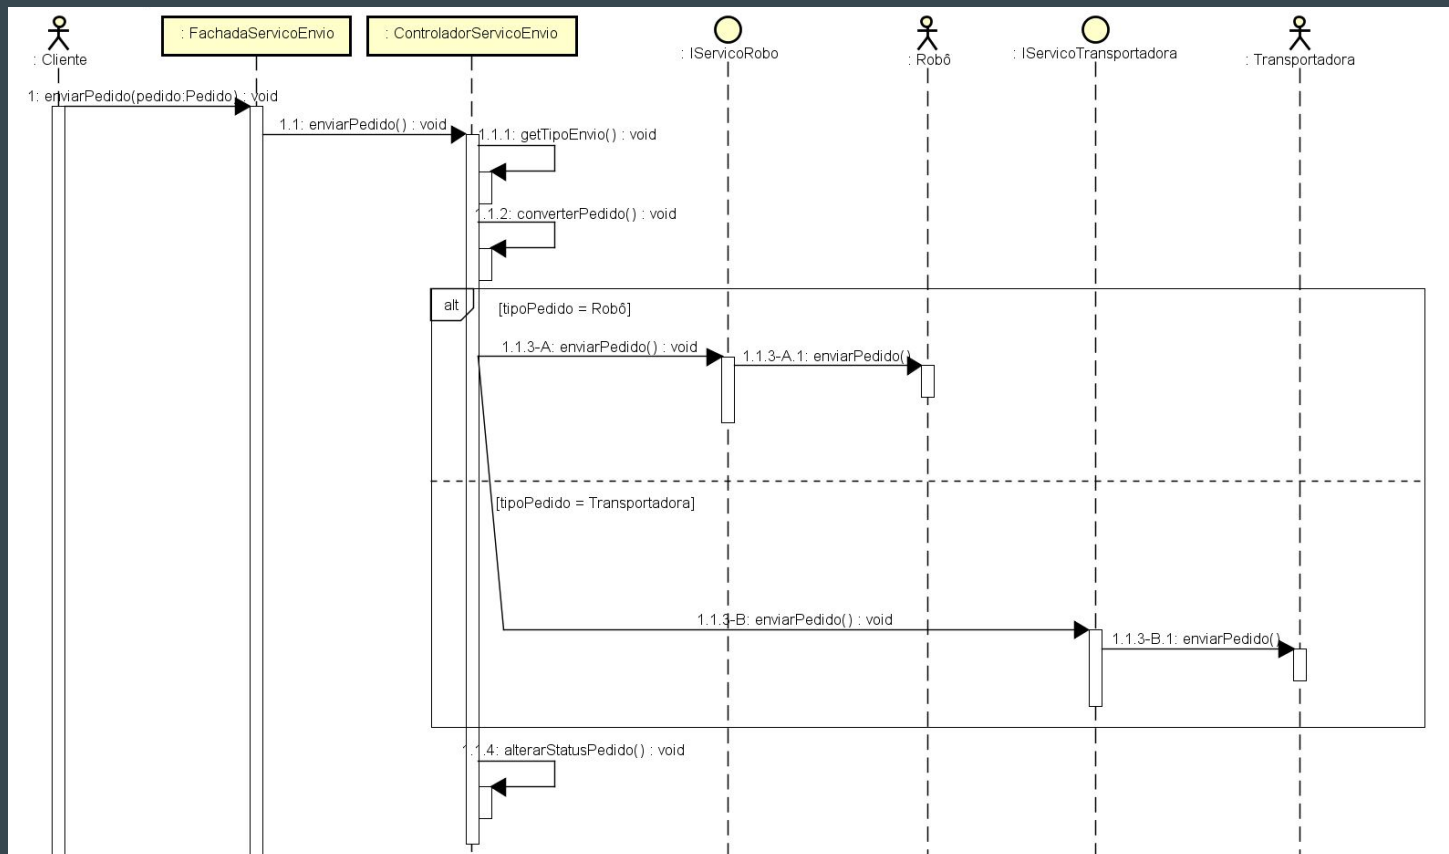 : Cliente
: FachadaServicoEnvio
: ControladorServicoEnvio
: IServicoRobo
: Robô
: IServicoTransportadora
: Transportadora
1: enviarPedido(pedido:Pedido) : void
1.1: enviarPedido() : void
1.1.1: getTipoEnvio() : void
1.1.2: converterPedido() : void
alt
[tipoPedido = Robô]
1.1.3-A: enviarPedido() : void
1.1.3-A.1: enviarPedido()
[tipoPedido = Transportadora]
1.1.3-B: enviarPedido() : void
1.1.3-B.1: enviarPedido()
1.1.4: alterarStatusPedido() : void